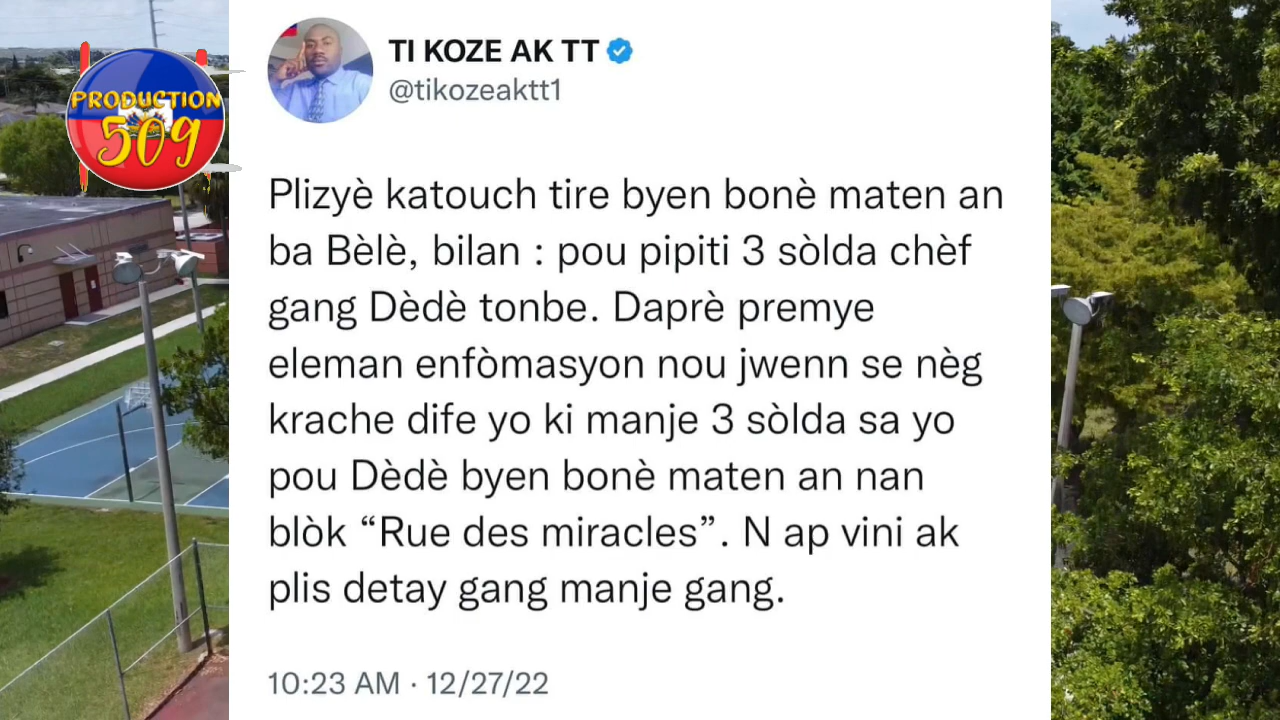 PRODUCTION
509
TI KOZE AK TT
@tikozeaktt1
Plizyè katouch tire byen bonè maten an
ba Bèlè, bilan : pou pipiti 3 sòlda chèf
gang Dèdè tonbe. Daprè premye
eleman enfòmasyon nou jwenn se nèg
krache dife yo ki manje 3 sòlda sa yo
pou Dèdè byen bonè maten an nan
blòk “Rue des miracles”. N ap vini ak
plis detay gang manje gang.
10:23 AM · 12/27/22